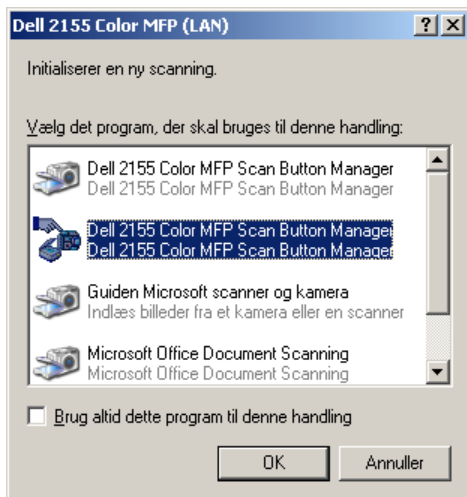 Dell 2155 Color MFP (LAN)
Initialiserer en ny scanning.
Vælg det program, der skal bruges til denne handling:
Dell 2155 Color MFP Scan Button Manager
Dell 2155 Color MFP Scan Button Manager
Dell 2155 Color MFP Scan Button Manager
Dell 2155 Color MFP Scan Button Manager
Guiden Microsoft scanner og kamera
Indlæs billeder fra et kamera eller en scanner
Microsoft Office Document Scanning
Microsoft Office Document Scanning
Brug altid dette program til denne handling
OK
Annuller